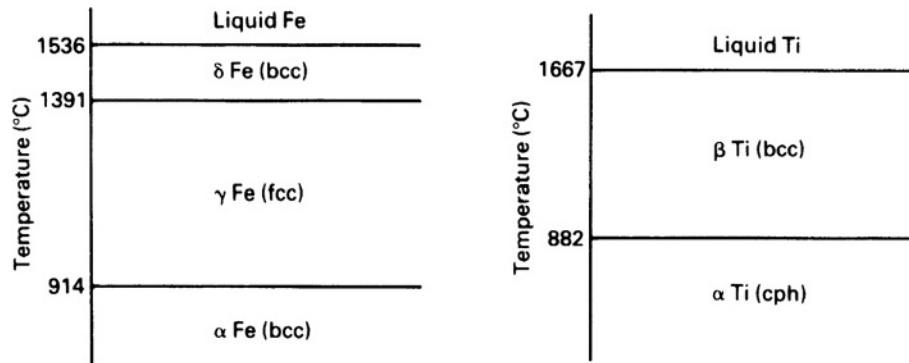 Liquid Fe
1536
δ Fe (bcc)
1391
γ Fe (fcc)
914
α Fe (bcc)
Temperature (°C)
Liquid Ti
1667
β Ti (bcc)
882
α Ti (cph)
Temperature (°C)